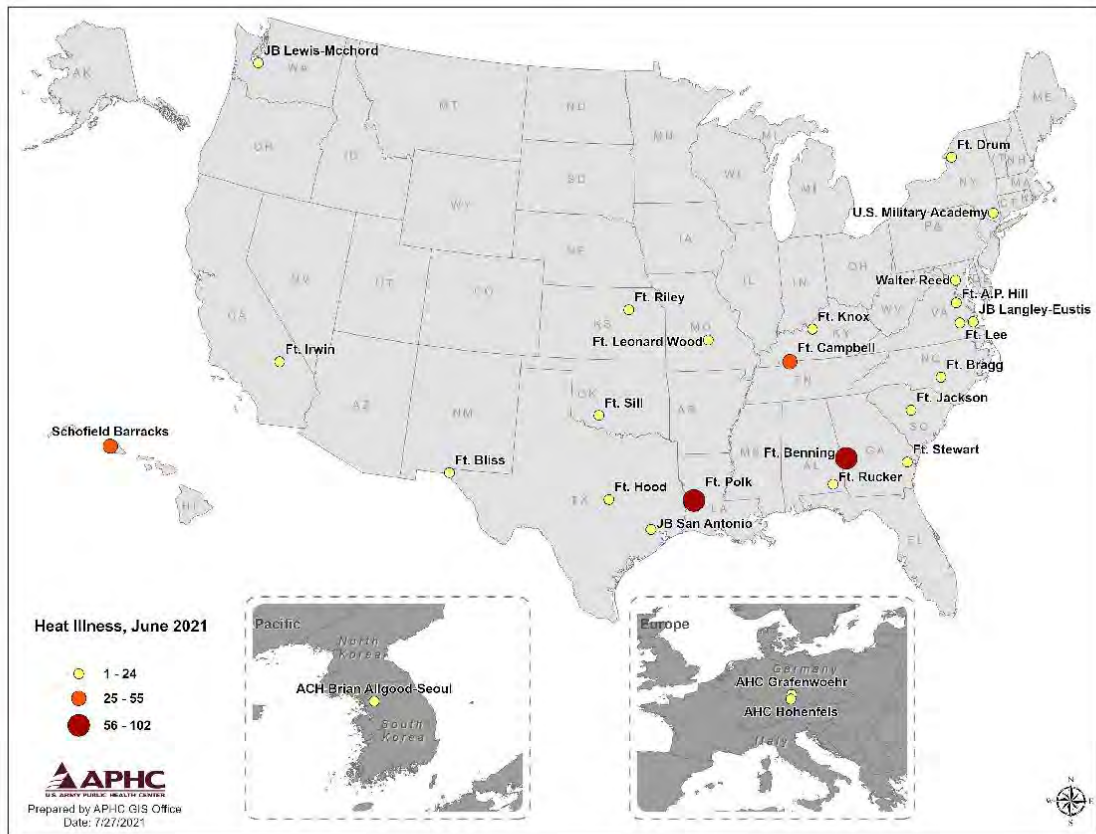 JB Lewis-Mcchord
WA
AK
MT
ND
ME
MN
OR
ID
MI
Ft. Drum
VT
NH
WI
SD
MI
NY
MA
WY
CT
U.S. Military Academy
PA
IA
NE
NV
OH
IL
IN
UT
Walter Reed
CO
Ft. Riley
Ft. A.P. Hill
CA
WV
JB Langley-Eustis
KS
MO
Ft. Knox
VA
KY
Ft. Lee
Ft. Leonard Wood
Ft. Irwin
Ft. Campbell
NC
TN
Ft. Bragg
OK
AZ
NM
AR
Ft. Sill
Ft. Jackson
SC
Schofield Barracks
MS
Ft. Benning
GA
Ft. Stewart
Ft. Bliss
AL
Ft. Rucker
Ft. Hood
Ft. Polk
TX
LA
HI
JB San Antonio
FL
Heat Illness, June 2021
1 - 24
25 - 55
56 - 102
Pacific
North
Korea
ACH-Brian Allgood-Seoul
South
Korea
Europe
Germany
AHC Grafenwoehr
AHC Hohenfels
Italy
APHC
U.S. ARMY PUBLIC HEALTH CENTER
Prepared by APHC GIS Office
Date: 7/27/2021
N
W
E
S